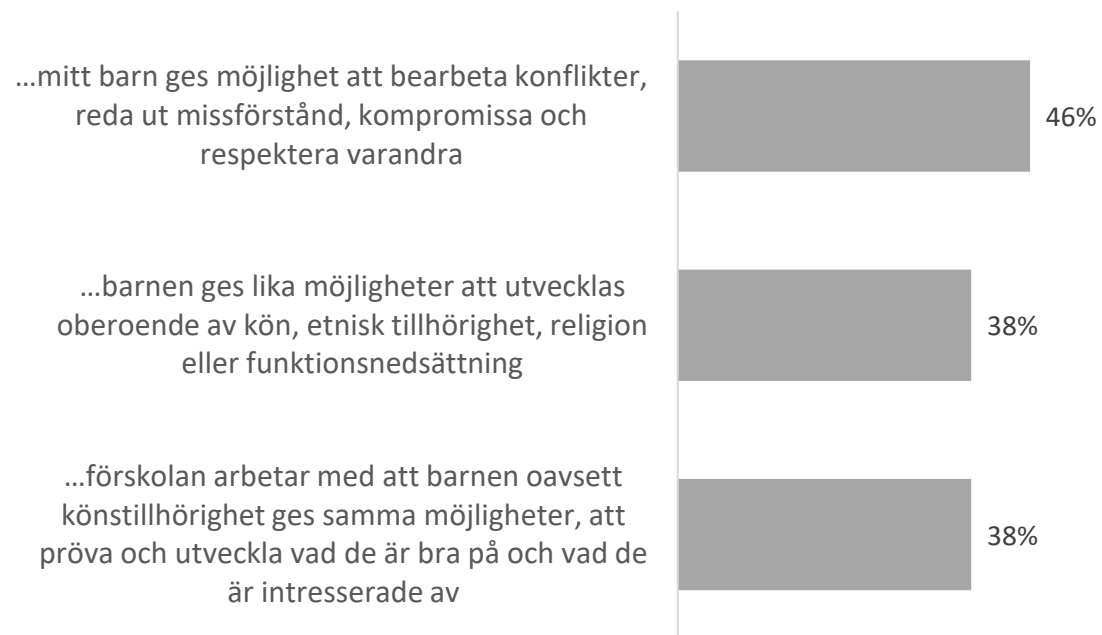 ...mitt barn ges möjlighet att bearbeta konflikter,
reda ut missförstånd, kompromissa och
respektera varandra
46%
...barnen ges lika möjligheter att utvecklas
oberoende av kön, etnisk tillhörighet, religion
eller funktionsnedsättning
38%
...förskolan arbetar med att barnen oavsett
könstillhörighet ges samma möjligheter, att
pröva och utveckla vad de är bra på och vad de
är intresserade av
38%